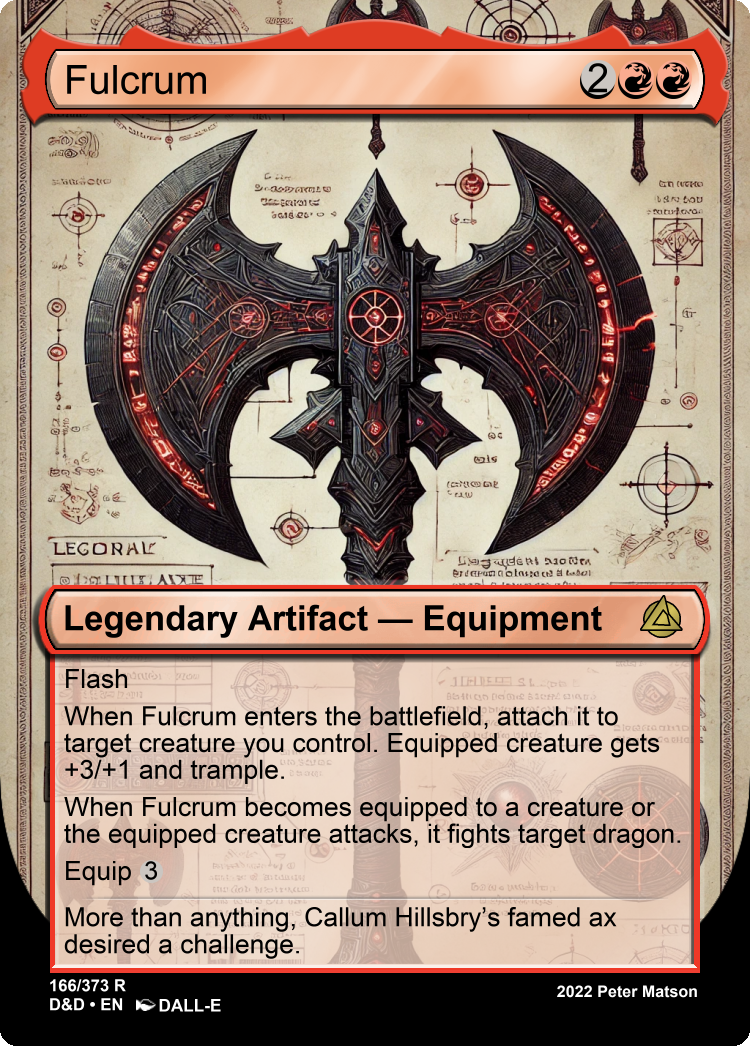 Fulcrum 2
Legendary Artifact — Equipment
Flash
When Fulcrum enters the battlefield, attach it to
target creature you control. Equipped creature gets
+3/+1 and trample.
When Fulcrum becomes equipped to a creature or
the equipped creature attacks, it fights target dragon.
Equip 3
More than anything, Callum Hillsbry's famed ax
desired a challenge.
166/373 R
D&D • EN DALL-E
2022 Peter Matson